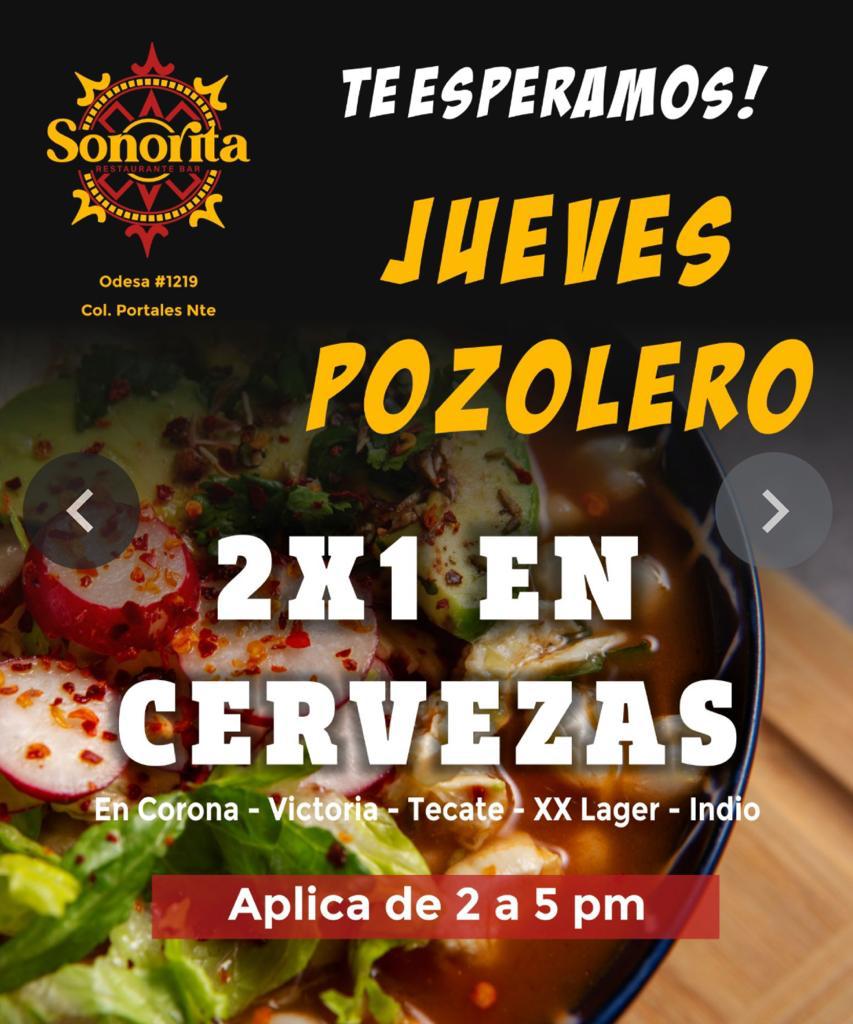 Sonorita
RESTAURANTE BAR
Odesa #1219
Col. Portales Nte
TE ESPERAMOS!
JUEVES
POZOLERO
2X1 EN
CERVEZAS
En Corona - Victoria - Tecate - XX Lager - Indio
Aplica de 2 a 5 pm